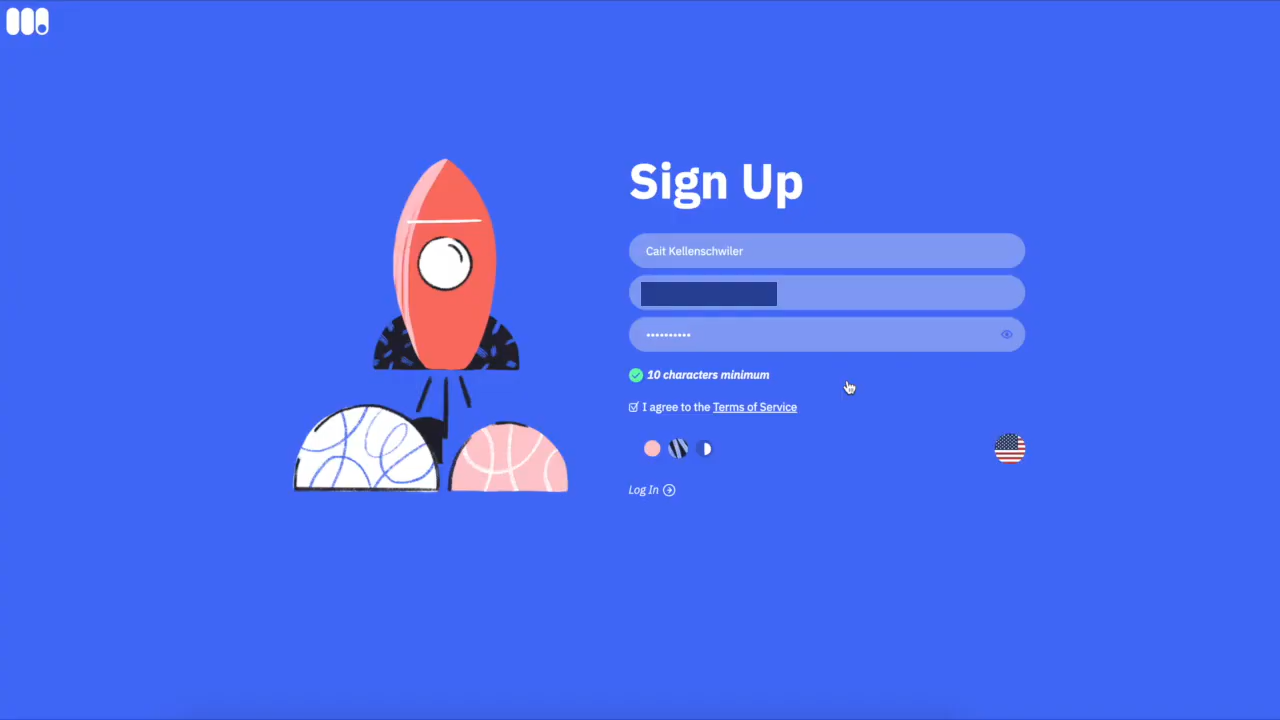 Sign Up
Cait Kellenschwiler
••••••••••
10 characters minimum
I agree to the Terms of Service
Log In